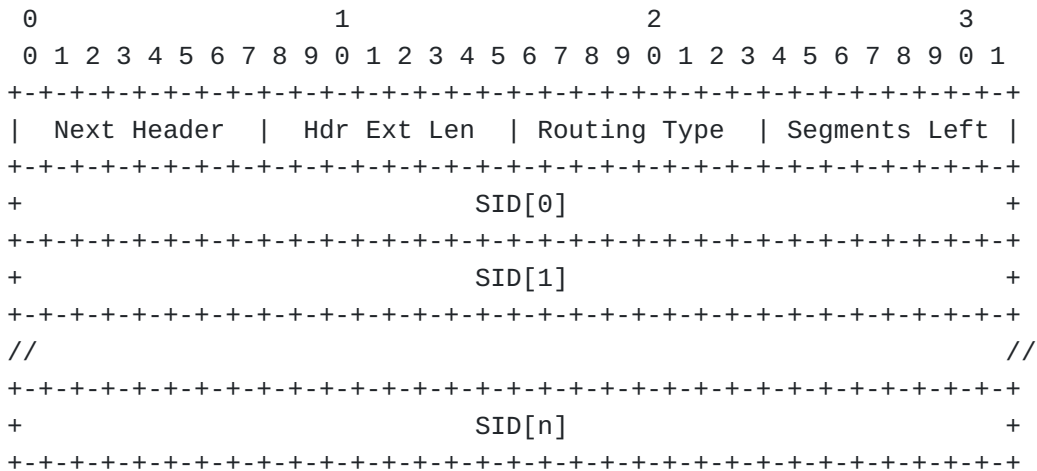 0                   1                   2                   3
 0 1 2 3 4 5 6 7 8 9 0 1 2 3 4 5 6 7 8 9 0 1 2 3 4 5 6 7 8 9 0 1
+-+-+-+-+-+-+-+-+-+-+-+-+-+-+-+-+-+-+-+-+-+-+-+-+-+-+-+-+-+-+-+-+
|  Next Header  |  Hdr Ext Len  | Routing Type  | Segments Left |
+-+-+-+-+-+-+-+-+-+-+-+-+-+-+-+-+-+-+-+-+-+-+-+-+-+-+-+-+-+-+-+-+
+                             SID[0]                            +
+-+-+-+-+-+-+-+-+-+-+-+-+-+-+-+-+-+-+-+-+-+-+-+-+-+-+-+-+-+-+-+-+
+                             SID[1]                            +
+-+-+-+-+-+-+-+-+-+-+-+-+-+-+-+-+-+-+-+-+-+-+-+-+-+-+-+-+-+-+-+-+
//                                                              //
+-+-+-+-+-+-+-+-+-+-+-+-+-+-+-+-+-+-+-+-+-+-+-+-+-+-+-+-+-+-+-+-+
+                             SID[n]                            +
+-+-+-+-+-+-+-+-+-+-+-+-+-+-+-+-+-+-+-+-+-+-+-+-+-+-+-+-+-+-+-+-+